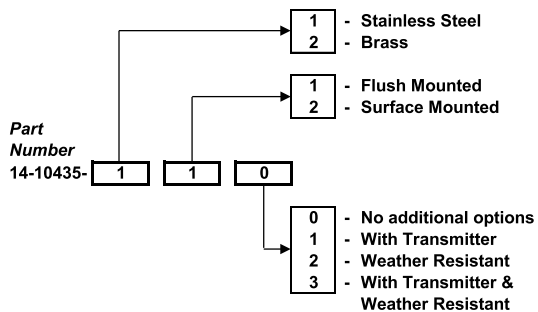 1 - Stainless Steel
2 - Brass
1 - Flush Mounted
2 - Surface Mounted
Part
Number
14-10435- 1 1 0
0 - No additional options
1 - With Transmitter
2 - Weather Resistant
3 - With Transmitter &
Weather Resistant